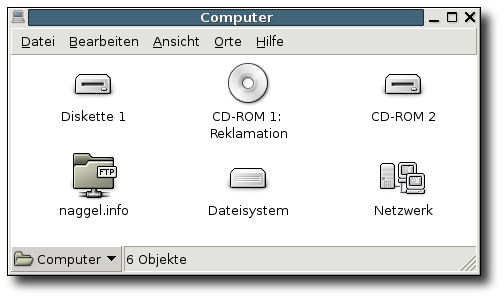 Computer
Datei Bearbeiten Ansicht Orte Hilfe
Diskette 1
CD-ROM 1:
Reklamation
CD-ROM 2
FTP
naggel.info
Dateisystem
Netzwerk
Computer
6 Objekte